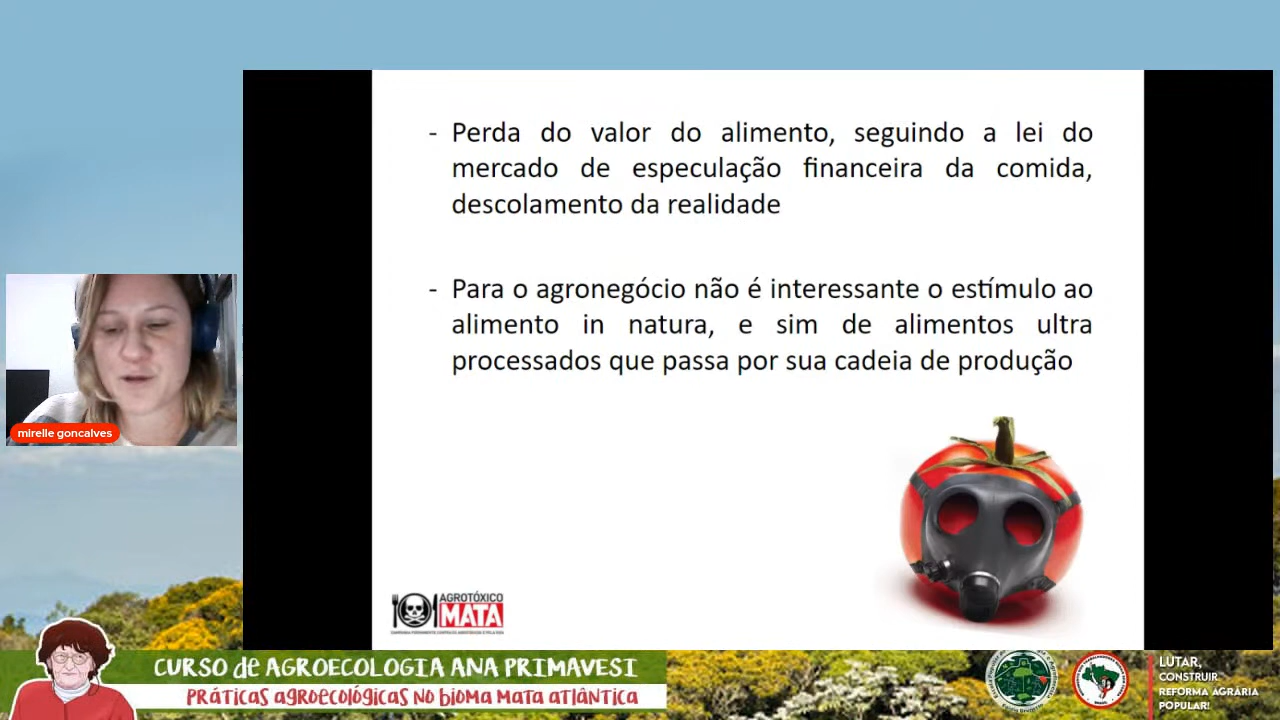 - Perda do valor do alimento, seguindo a lei do
mercado de especulação financeira da comida,
descolamento da realidade
- Para o agronegócio não é interessante o estímulo ao
alimento in natura, e sim de alimentos ultra
processados que passa por sua cadeia de produção
mirelle goncalves
AGROTÓXICO
MATA
CURSO de AGROECOLOGIA ANA PRIMAVESI
PRÁTICAS agroecológicas no bioma mata atlântica
LUTAR,
CONSTRUIR
REFORMA AGRÁRIA
POPULAR!